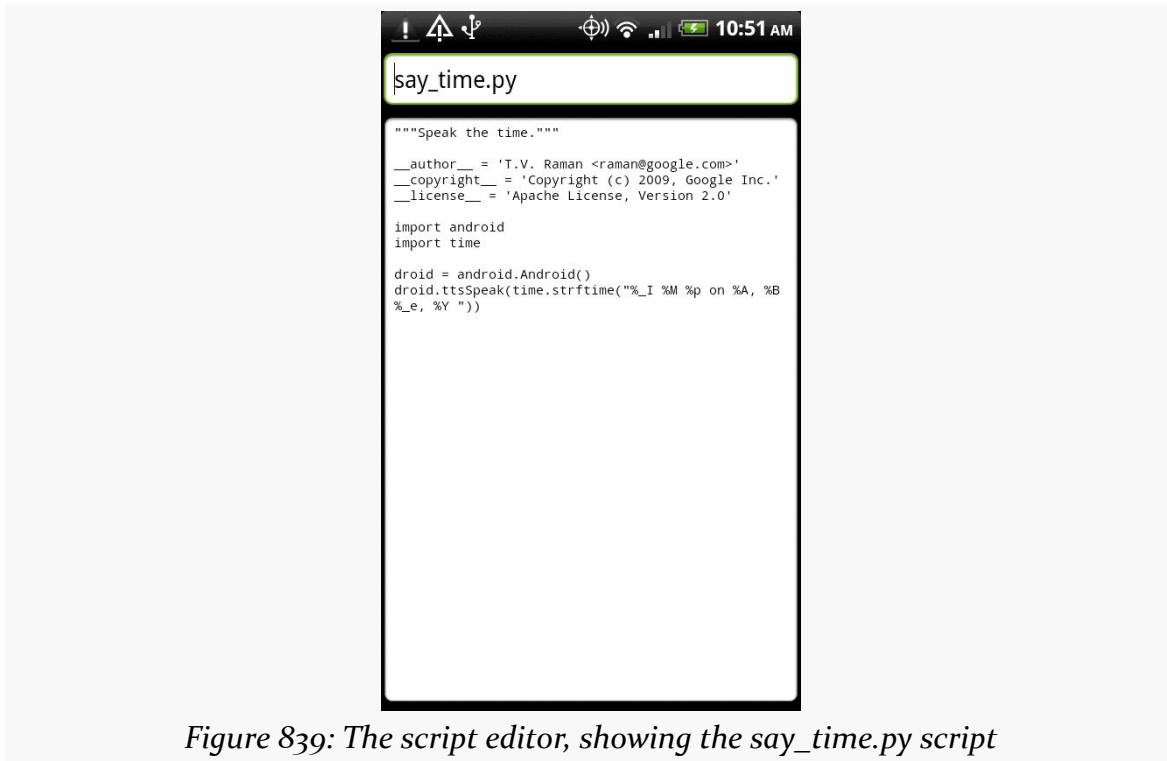 10:51 AM
say_time.py
"""Speak the time."""
__author__ = 'T.V. Raman <raman@google.com>'
__copyright__ = 'Copyright (c) 2009, Google Inc.'
__license__ = 'Apache License, Version 2.0'
import android
import time
droid = android.Android()
droid.ttsSpeak(time.strftime("%_I %M %p on %A, %B
%_e, %Y "))
Figure 839: The script editor, showing the say_time.py script